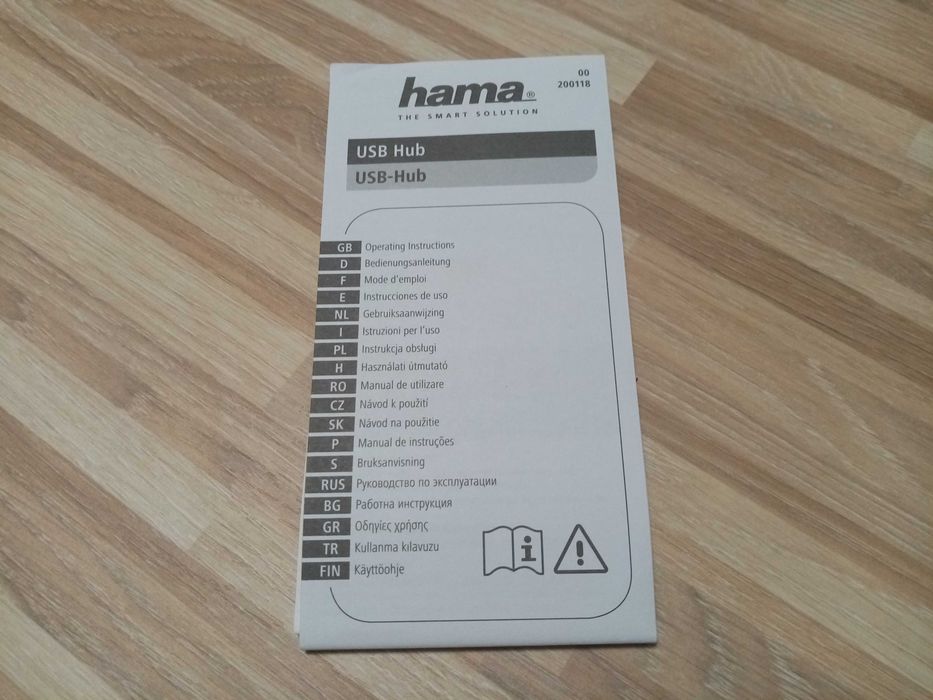 hama®
THE SMART SOLUTION
00
200118
USB Hub
USB-Hub
GB Operating Instructions
D Bedienungsanleitung
F Mode d'emploi
E Instrucciones de uso
NL Gebruiksaanwijzing
I Istruzioni per l'uso
PL Instrukcja obsługi
H Használati útmutató
RO Manual de utilizare
CZ Návod k použití
SK Návod na použitie
P Manual de instruções
S Bruksanvisning
RUS Руководство по эксплуатации
BG Работна инструкция
GR Οδηγίες χρήσης
TR Kullanma kılavuzu
FIN Käyttöohje